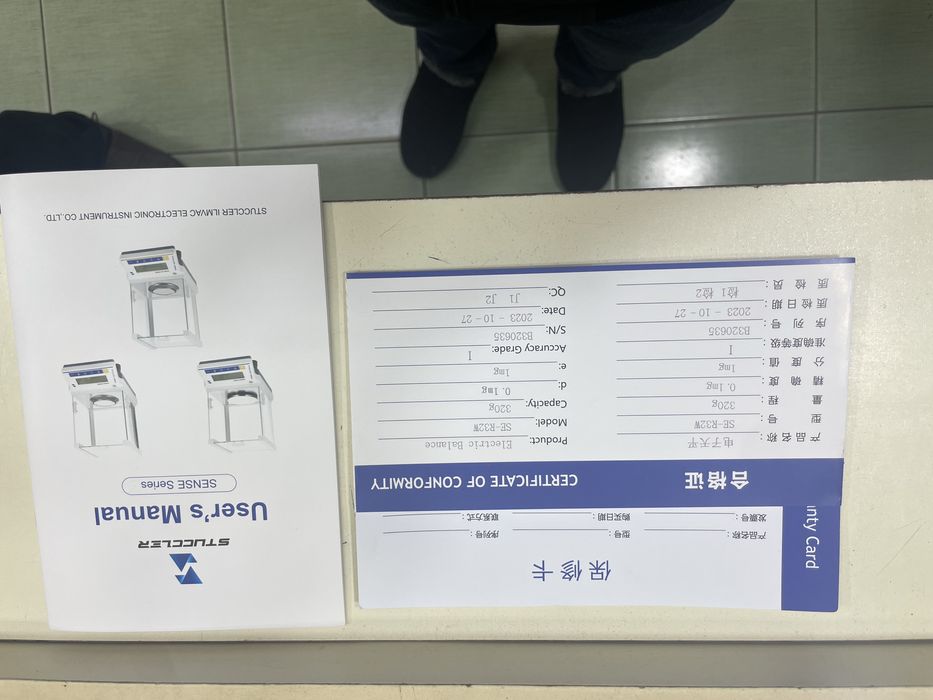 STUCCLER
User's Manual
SENSE Series
STUCCLER ILMVAC ELECTRONIC INSTRUMENT CO.,LTD.
保修卡
产品名称：
型号：
序列号：
发票号：
购买日期：
联系方式：
nty Card
合格证
CERTIFICATE OF CONFORMITY
产品名称： 电子天平
型号： SE-R32W
量程： 320g
精确度： 0.1mg
分度值： 1mg
准确度等级： I
序列号： B320635
质检日期： 2023 - 10 - 27
质检员： 检1 检2
Product: Electric Balance
Model: SE-R32W
Capacity: 320g
d: 0.1mg
e: 1mg
Accuracy Grade: I
S/N: B320635
Date: 2023 - 10 - 27
QC: J1 J2